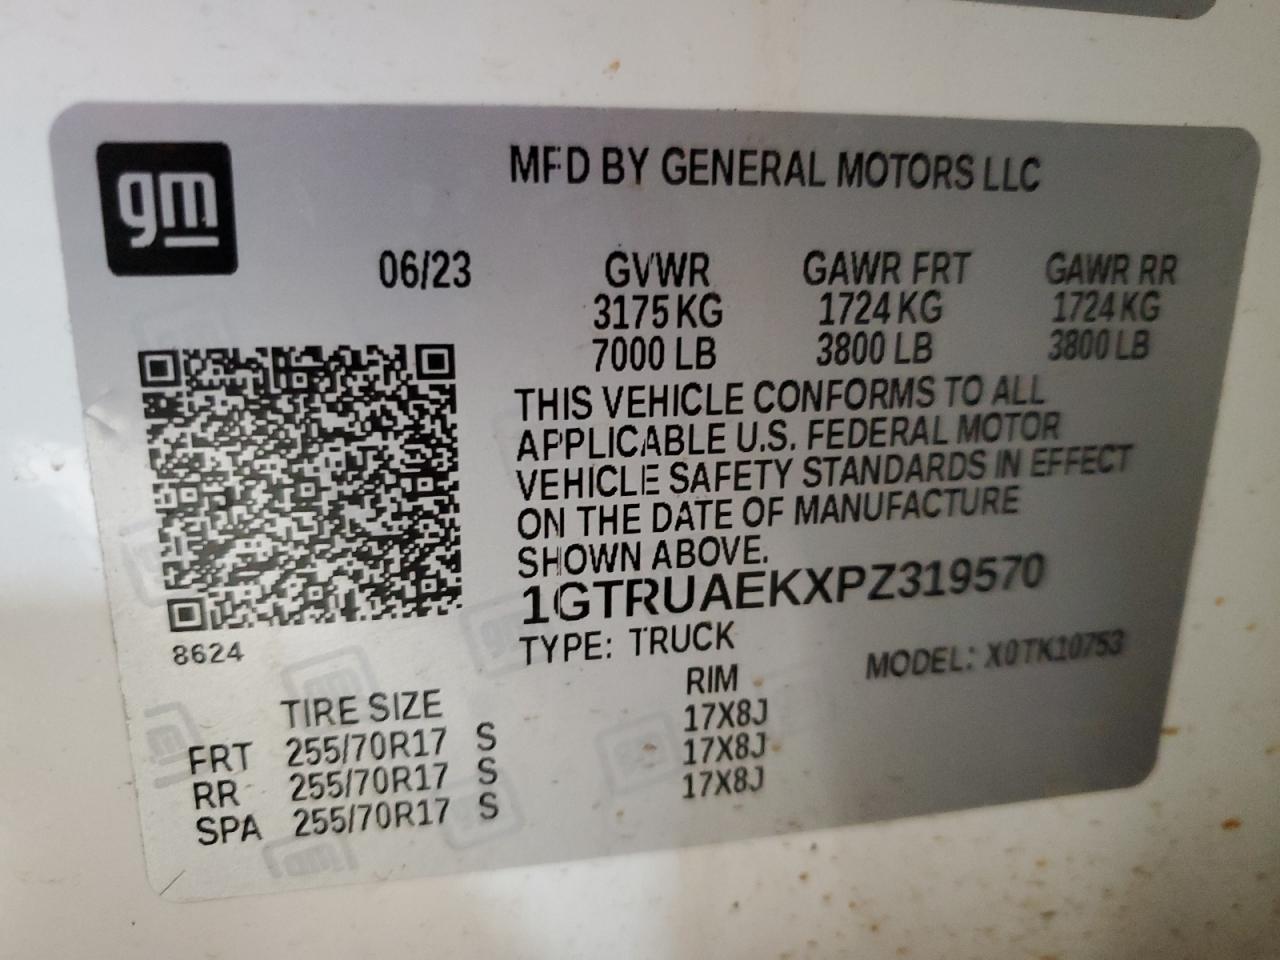 gm
MFD BY GENERAL MOTORS LLC
06/23 GVWR GAWR FRT GAWR RR
3175 KG 1724 KG 1724 KG
7000 LB 3800 LB 3800 LB
THIS VEHICLE CONFORMS TO ALL
APPLICABLE U.S. FEDERAL MOTOR
VEHICLE SAFETY STANDARDS IN EFFECT
ON THE DATE OF MANUFACTURE
SHOWN ABOVE.
1GTRUAEKXPZ319570
8624
TYPE: TRUCK MODEL: X0TK10753
TIRE SIZE RIM
FRT 255/70R17 S 17X8J
RR 255/70R17 S 17X8J
SPA 255/70R17 S 17X8J